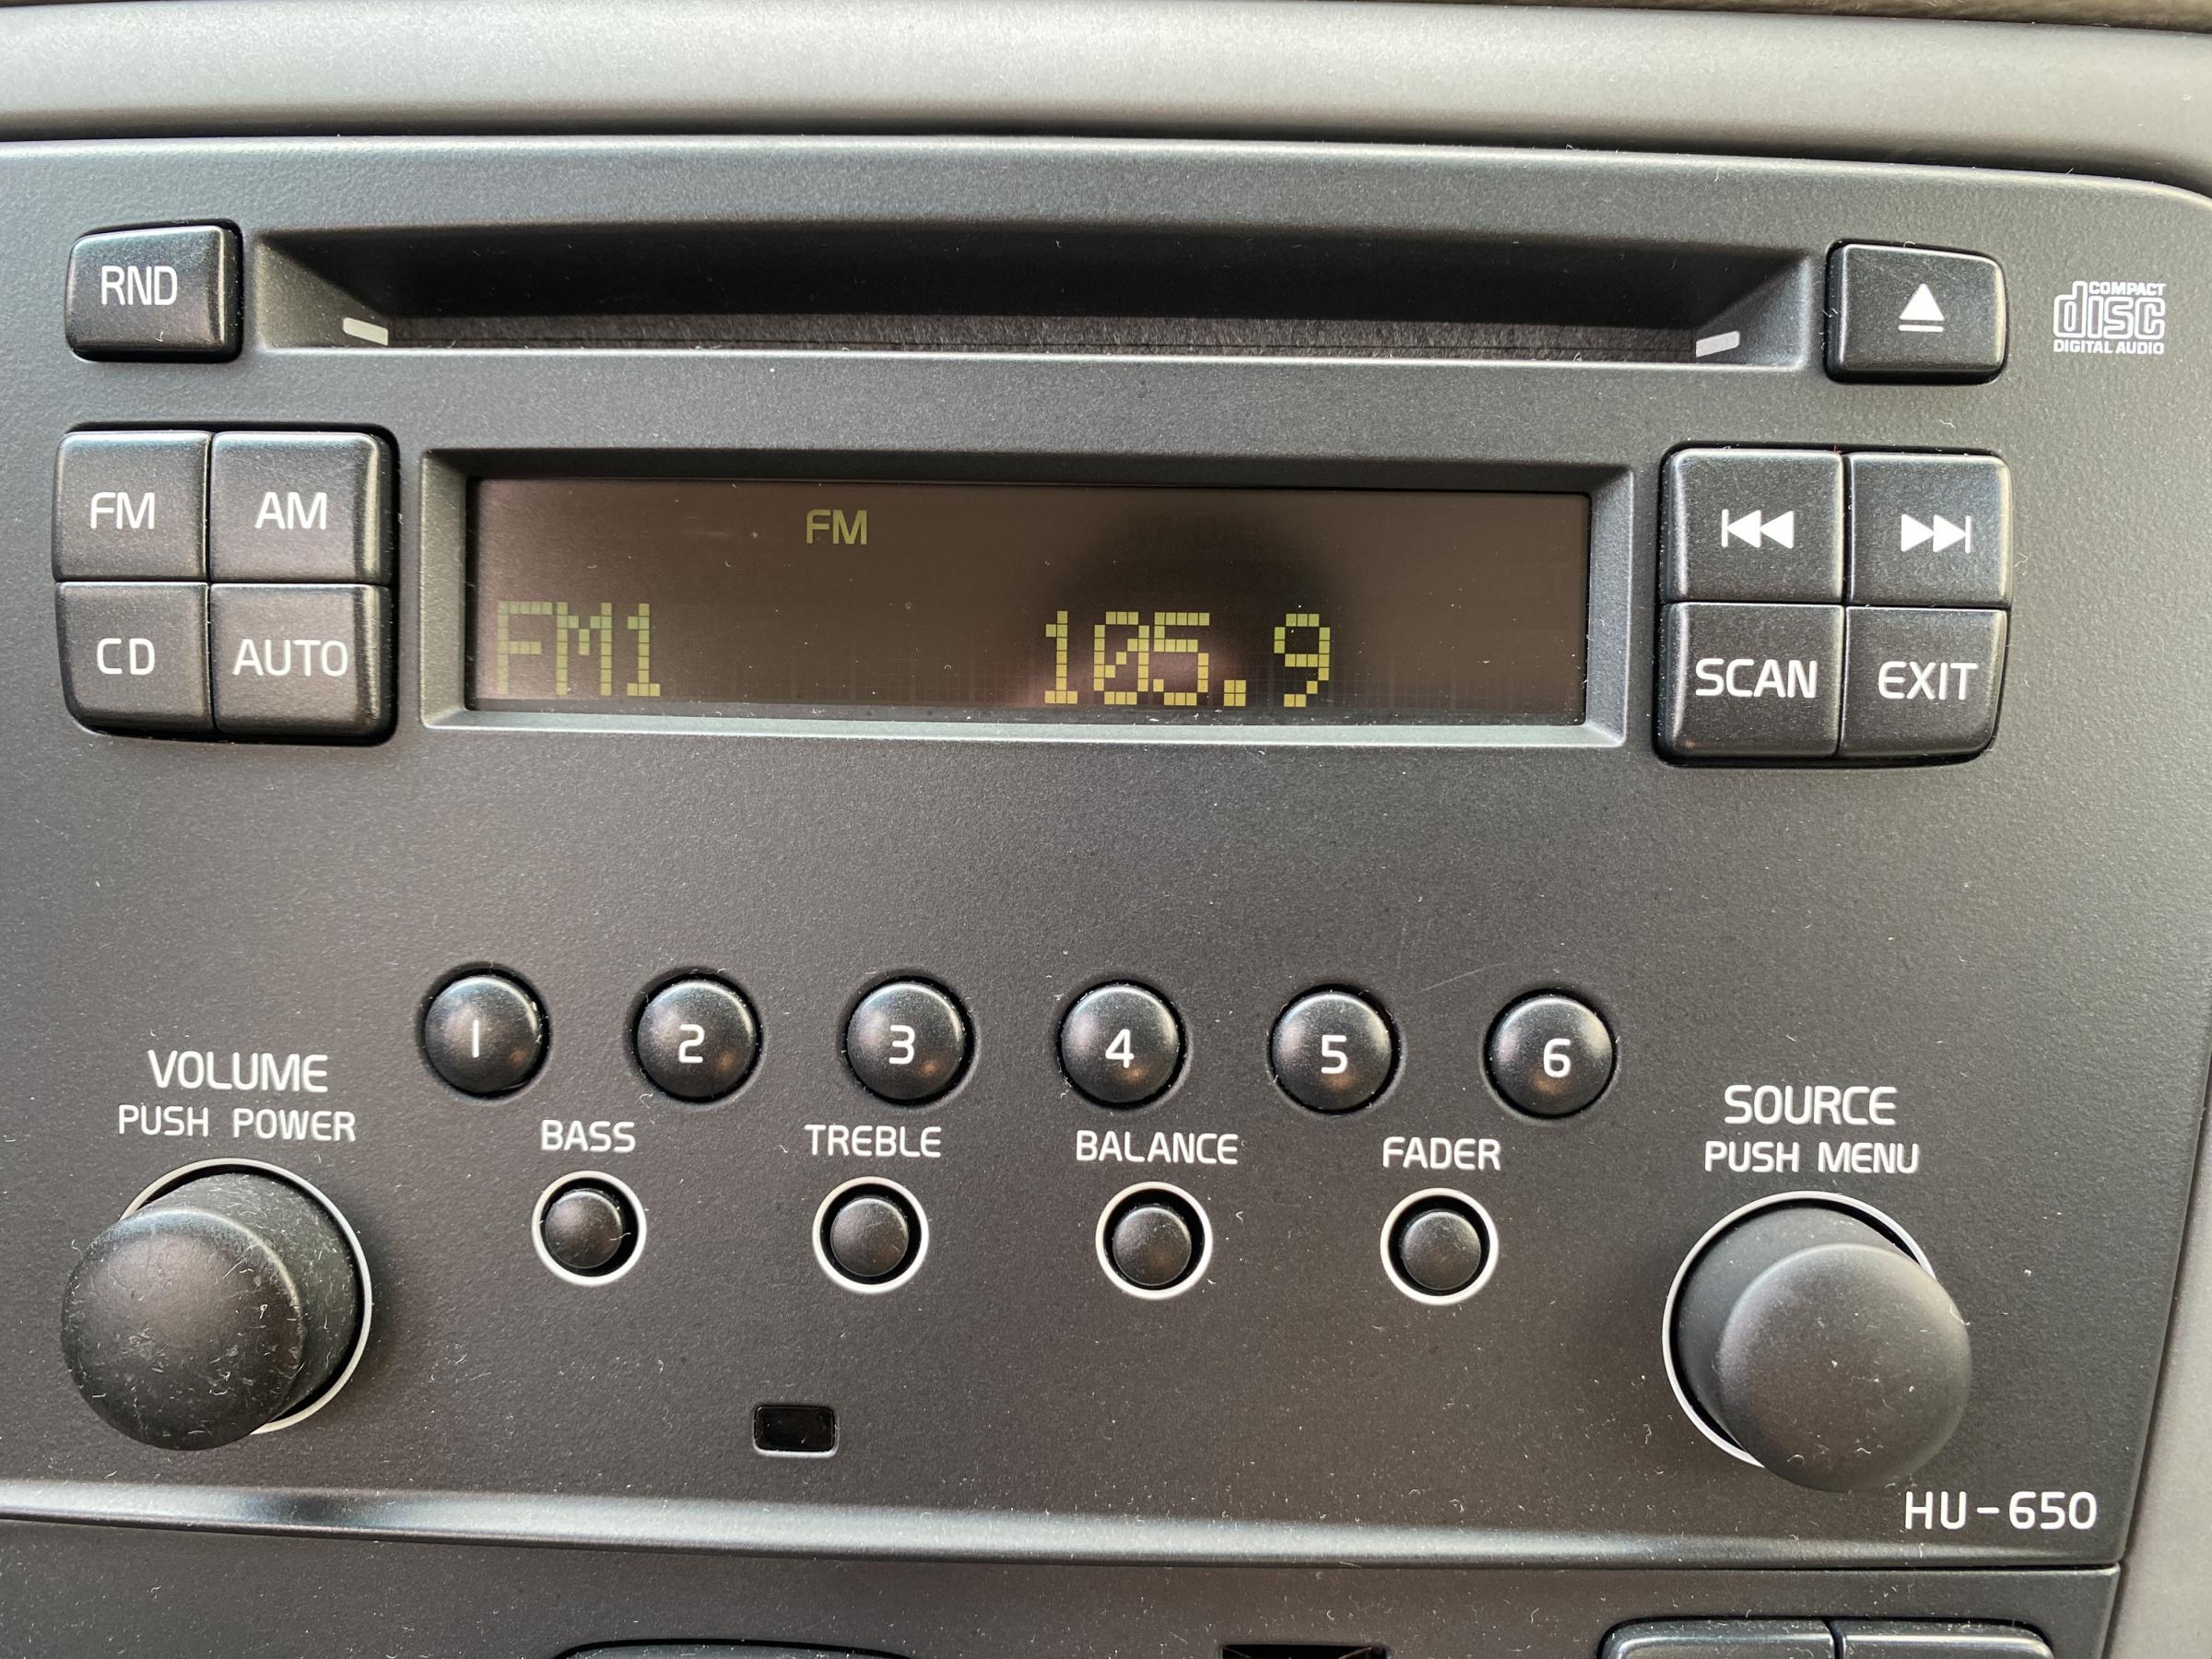 RND
COMPACT
disc
DIGITAL AUDIO
FM AM
CD AUTO
FM
FM1 105.9
SCAN EXIT
1 2 3 4 5 6
VOLUME
PUSH POWER
BASS TREBLE BALANCE FADER
SOURCE
PUSH MENU
HU-650